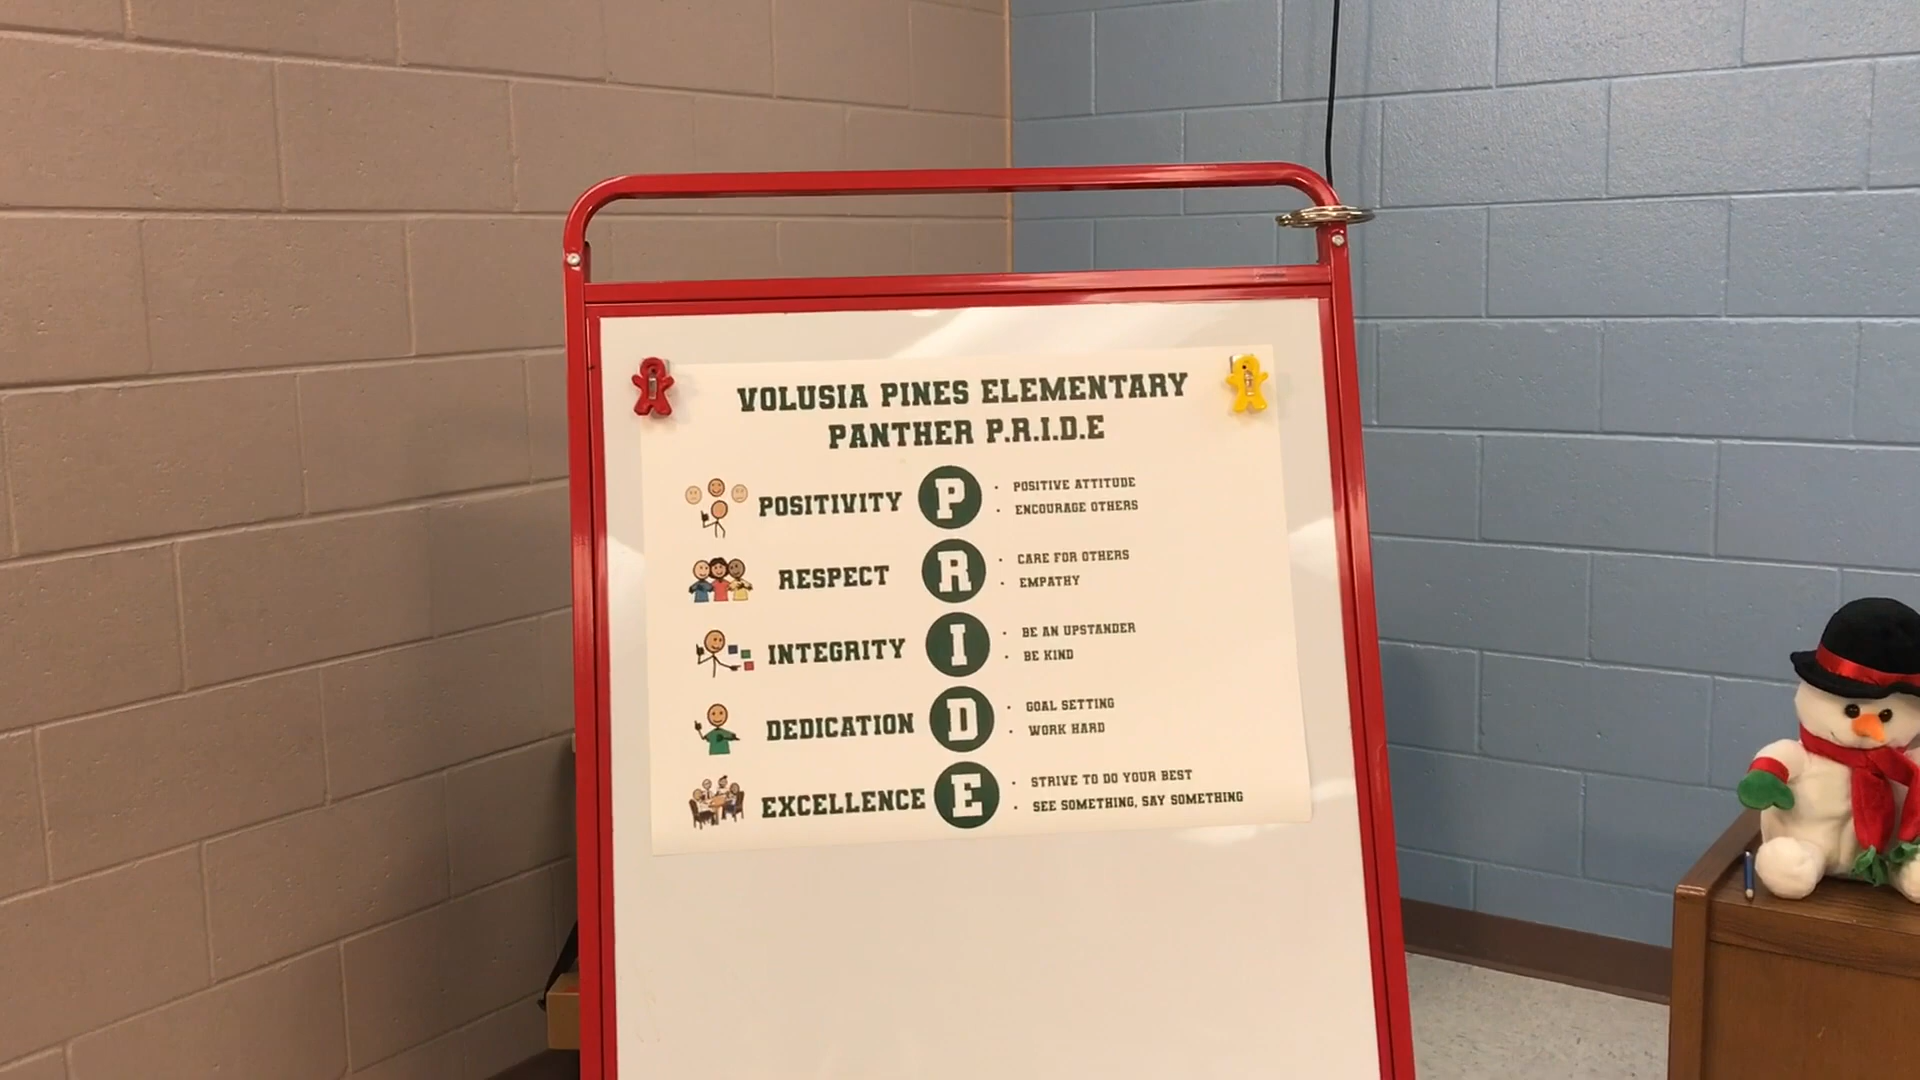 VOLUSIA PINES ELEMENTARY
PANTHER P.R.I.D.E
POSITIVITY P • POSITIVE ATTITUDE
• ENCOURAGE OTHERS
RESPECT R • CARE FOR OTHERS
• EMPATHY
INTEGRITY I • BE AN UPSTANDER
• BE KIND
DEDICATION D • GOAL SETTING
• WORK HARD
EXCELLENCE E • STRIVE TO DO YOUR BEST
• SEE SOMETHING, SAY SOMETHING